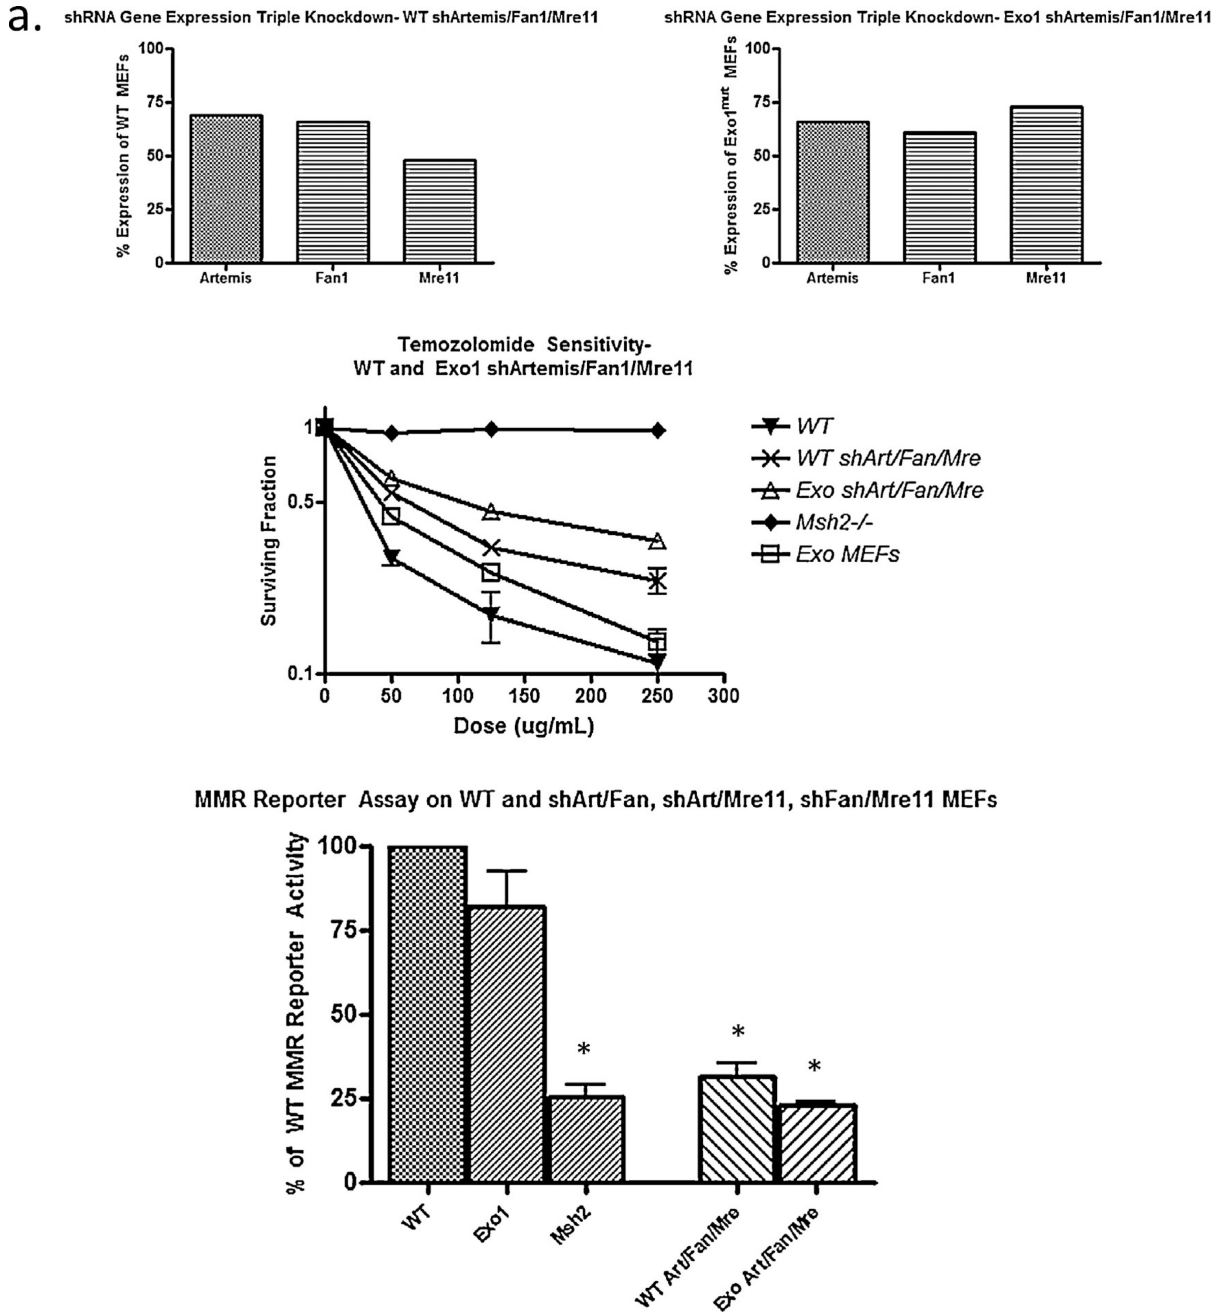 a.
shRNA Gene Expression Triple Knockdown- WT shArtemis/Fan1/Mre11
% Expression of WT MEFs
100
75
50
25
0
Artemis
Fan1
Mre11
shRNA Gene Expression Triple Knockdown- Exo1 shArtemis/Fan1/Mre11
% Expression of Exo1mut MEFs
100
75
50
25
0
Artemis
Fan1
Mre11
Temozolomide Sensitivity-
WT and Exo1 shArtemis/Fan1/Mre11
Surviving Fraction
1
0.5
0.1
0
50
100
150
200
250
300
Dose (ug/mL)
WT
WT shArt/Fan/Mre
Exo shArt/Fan/Mre
Msh2-/-
Exo MEFs
MMR Reporter Assay on WT and shArt/Fan, shArt/Mre11, shFan/Mre11 MEFs
% of WT MMR Reporter Activity
100
75
50
25
0
*
*
*
WT
Exo1
Msh2
WT Art/Fan/Mre
Exo Art/Fan/Mre